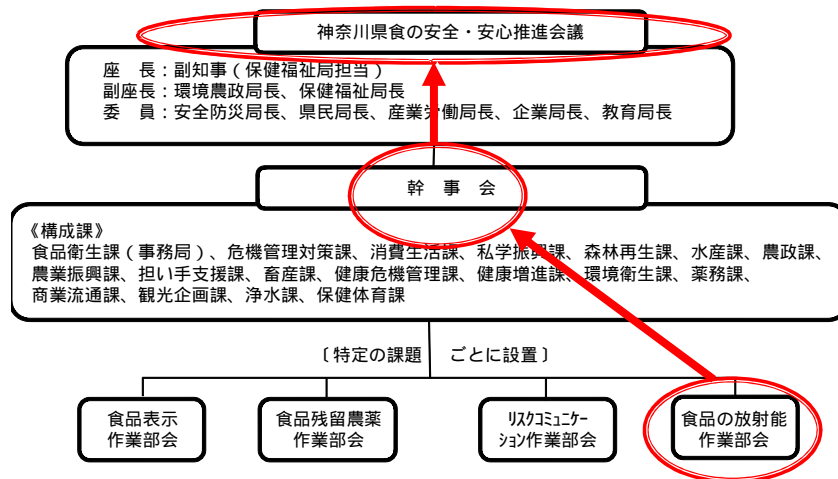 神奈川県食の安全・安心推進会議
座　長：副知事（保健福祉局担当）
副座長：環境農政局長、保健福祉局長
委　員：安全防災局長、県民局長、産業労働局長、企業局長、教育局長
幹　事　会
《構成課》
食品衛生課（事務局）、危機管理対策課、消費生活課、私学振興課、森林再生課、水産課、農政課、
農業振興課、担い手支援課、畜産課、健康危機管理課、健康増進課、環境衛生課、薬務課、
商業流通課、観光企画課、浄水課、保健体育課
〔特定の課題　ごとに設置〕
食品表示
作業部会
食品残留農薬
作業部会
ﾘｽｸｺﾐｭﾆｹｰ
ｼｮﾝ作業部会
食品の放射能
作業部会